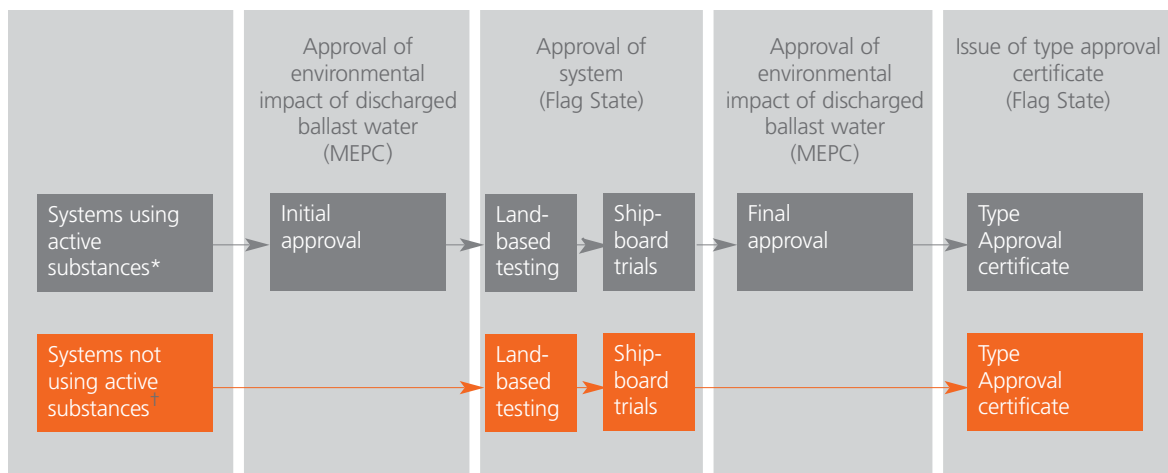 Approval of
environmental
impact of discharged
ballast water
(MEPC)
Approval of
system
(Flag State)
Approval of
environmental
impact of discharged
ballast water
(MEPC)
Issue of type approval
certificate
(Flag State)
Systems using
active
substances*
Initial
approval
Land-
based
testing
Ship-
board
trials
Final
approval
Type
Approval
certificate
Systems not
using active
substances†
Land-
based
testing
Ship-
board
trials
Type
Approval
certificate